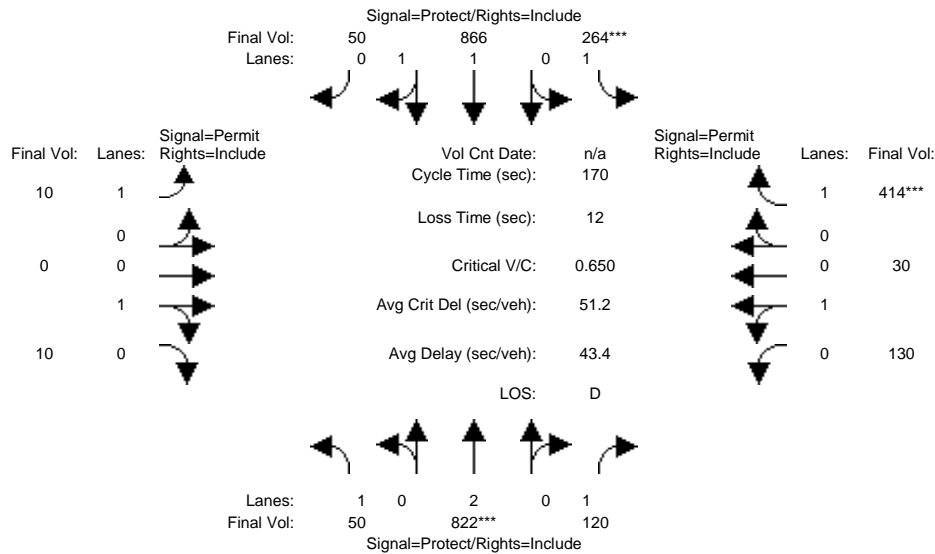 Signal=Protect/Rights=Include
Final Vol: 50 866 264***
Lanes: 0 1 1 0 1
Signal=Permit
Final Vol: Lanes: Rights=Include
Vol Cnt Date: n/a
Signal=Permit
Rights=Include Lanes: Final Vol:
Cycle Time (sec): 170
10 1
1 414***
Loss Time (sec): 12
0
0
0 0
Critical V/C: 0.650
0 30
1
Avg Crit Del (sec/veh): 51.2
1
10 0
Avg Delay (sec/veh): 43.4
0 130
LOS: D
Lanes: 1 0 2 0 1
Final Vol: 50 822*** 120
Signal=Protect/Rights=Include